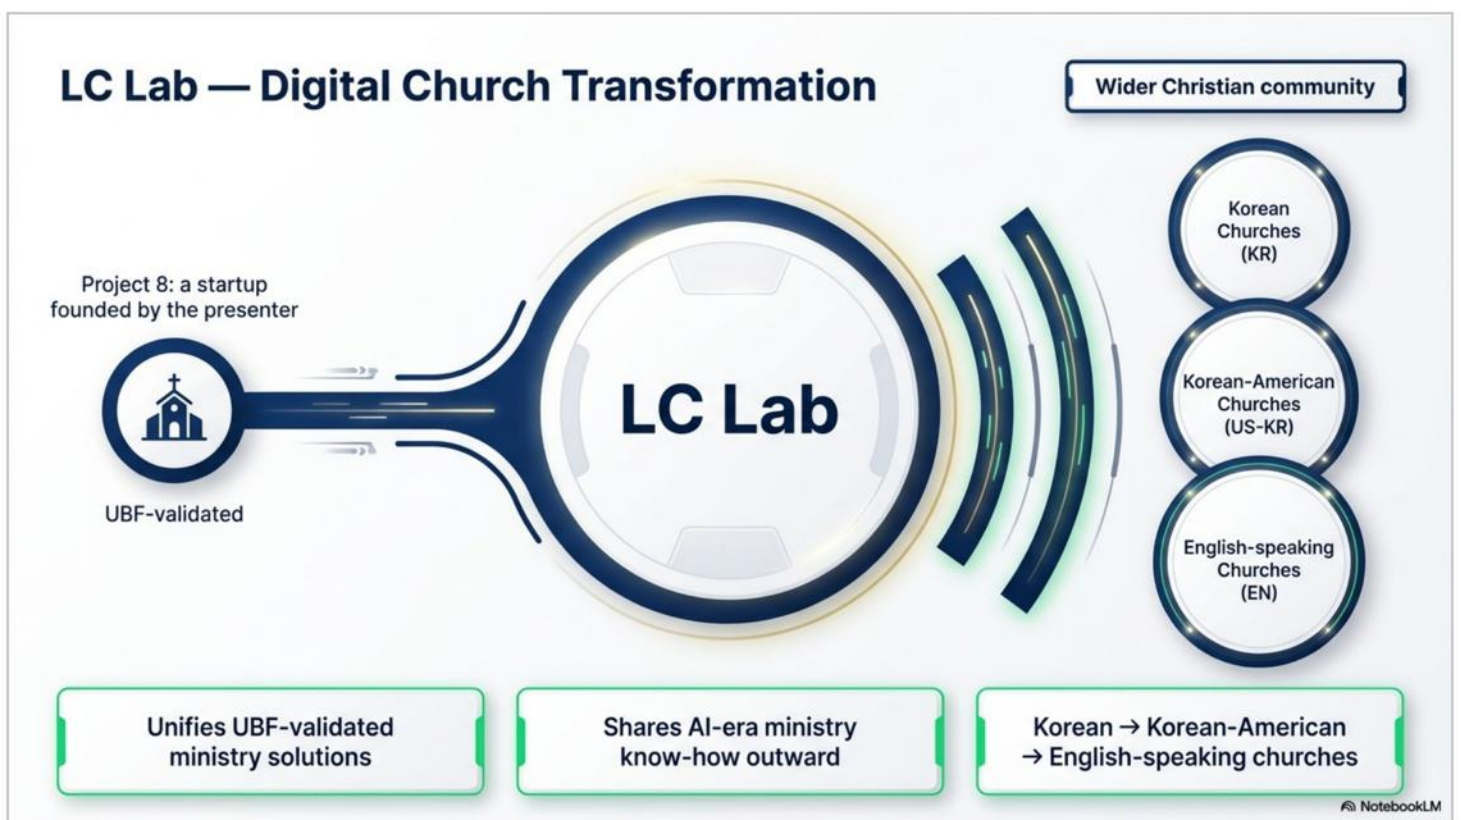 LC Lab — Digital Church Transformation
Wider Christian community
Project 8: a startup
founded by the presenter
UBF-validated
LC Lab
Korean
Churches
(KR)
Korean-American
Churches
(US-KR)
English-speaking
Churches
(EN)
Unifies UBF-validated
ministry solutions
Shares AI-era ministry
know-how outward
Korean → Korean-American
→ English-speaking churches
NotebookLM